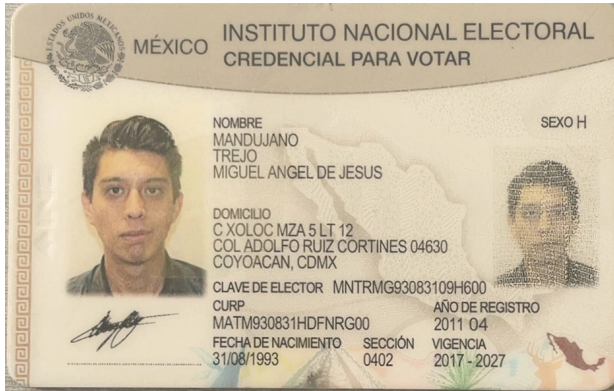 ESTADOS UNIDOS MEXICANOS
MÉXICO
INSTITUTO NACIONAL ELECTORAL
CREDENCIAL PARA VOTAR
NOMBRE
SEXO H
MANDUJANO
TREJO
MIGUEL ANGEL DE JESUS
DOMICILIO
C XOLOC MZA 5 LT 12
COL ADOLFO RUIZ CORTINES 04630
COYOACAN, CDMX
CLAVE DE ELECTOR MNTRMG93083109H600
CURP AÑO DE REGISTRO
MATM930831HDFNRG00 2011 04
FECHA DE NACIMIENTO SECCIÓN VIGENCIA
31/08/1993 0402 2017 - 2027